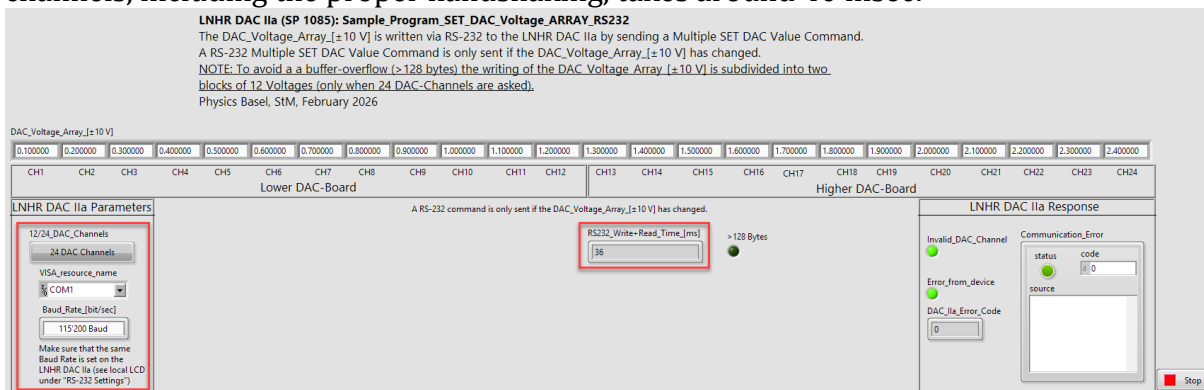 channels, including the proper handshaking, takes around 40 msec.
LNHR DAC IIa (SP 1085): Sample_Program_SET_DAC_Voltage_ARRAY_RS232
The DAC_Voltage_Array_[±10 V] is written via RS-232 to the LNHR DAC IIa by sending a Multiple SET DAC Value Command.
A RS-232 Multiple SET DAC Value Command is only sent if the DAC_Voltage_Array_[±10 V] has changed.
NOTE: To avoid a a buffer-overflow (>128 bytes) the writing of the DAC_Voltage_Array_[±10 V] is subdivided into two
blocks of 12 Voltages (only when 24 DAC-Channels are asked).
Physics Basel, StM, February 2026
DAC_Voltage_Array_[±10 V]
0.100000 0.200000 0.300000 0.400000 0.500000 0.600000 0.700000 0.800000 0.900000 1.000000 1.100000 1.200000 1.300000 1.400000 1.500000 1.600000 1.700000 1.800000 1.900000 2.000000 2.100000 2.200000 2.300000 2.400000
CH1 CH2 CH3 CH4 CH5 CH6 CH7 CH8 CH9 CH10 CH11 CH12 CH13 CH14 CH15 CH16 CH17 CH18 CH19 CH20 CH21 CH22 CH23 CH24
Lower DAC-Board Higher DAC-Board
LNHR DAC IIa Parameters
12/24_DAC_Channels
24 DAC Channels
VISA_resource_name
COM1
Baud_Rate_[bit/sec]
115'200 Baud
Make sure that the same
Baud Rate is set on the
LNHR DAC IIa (see local LCD
under "RS-232 Settings")
A RS-232 command is only sent if the DAC_Voltage_Array_[±10 V] has changed.
RS232_Write+Read_Time_[ms]
36
>128 Bytes
LNHR DAC IIa Response
Invalid_DAC_Channel
Error_from_device
DAC_IIa_Error_Code
0
Communication_Error
status code
d 0
source
Stop